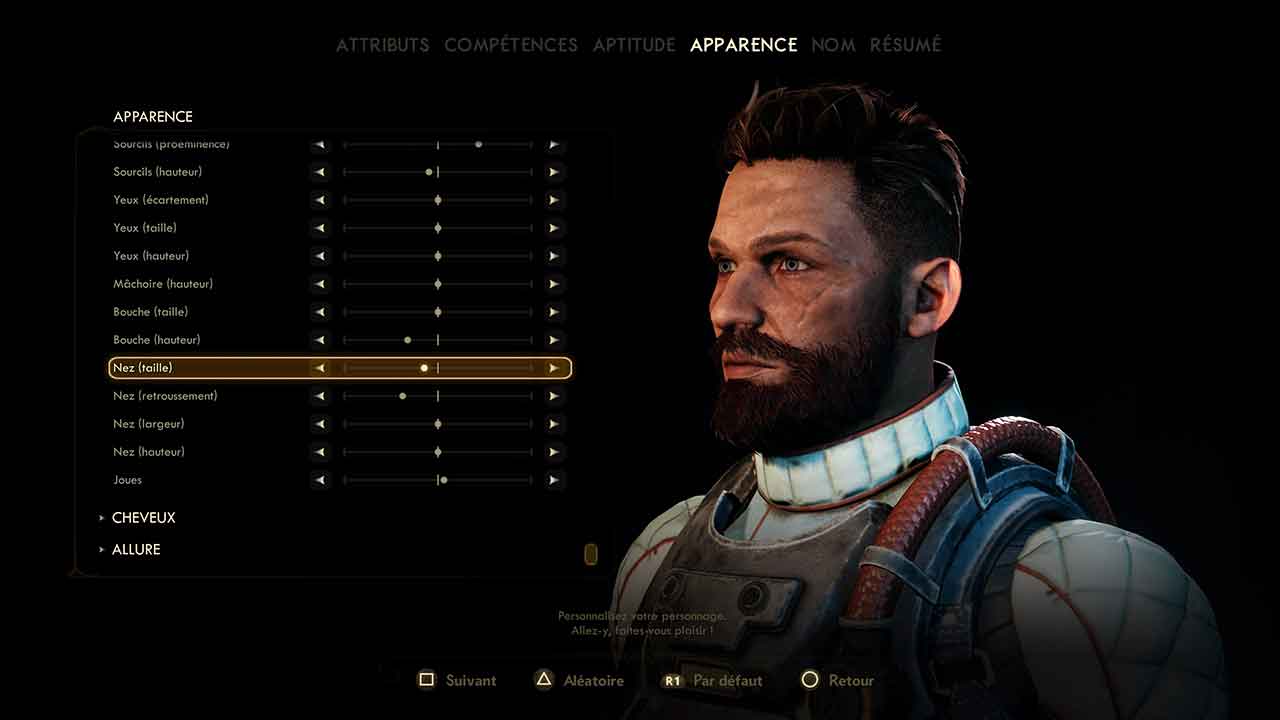 ATTRIBUTS COMPÉTENCES APTITUDE APPARENCE NOM RÉSUMÉ
APPARENCE
Sourcils (proéminence)
Sourcils (hauteur)
Yeux (écartement)
Yeux (taille)
Yeux (hauteur)
Mâchoire (hauteur)
Bouche (taille)
Bouche (hauteur)
Nez (taille)
Nez (retroussement)
Nez (largeur)
Nez (hauteur)
Joues
CHEVEUX
ALLURE
Personnalisez votre personnage.
Allez-y, faites-vous plaisir !
Suivant Aléatoire R1 Par défaut Retour